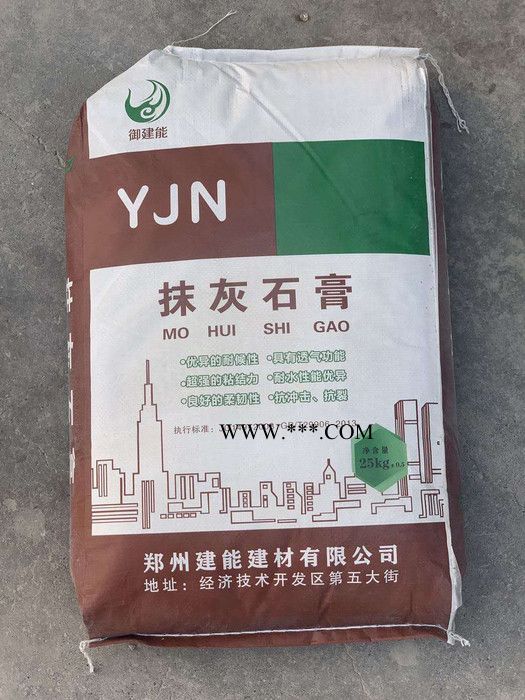 御建能
YJN
抹灰石膏
MO HUI SHI GAO
·优异的耐候性 ·具有透气功能
·超强的粘结力 ·耐水性能优异
·良好的柔韧性 ·抗冲击、抗裂
执行标准：
WWW.***.COM
净含量
25kg±0.5
郑州建能建材有限公司
地址：经济技术开发区第五大街